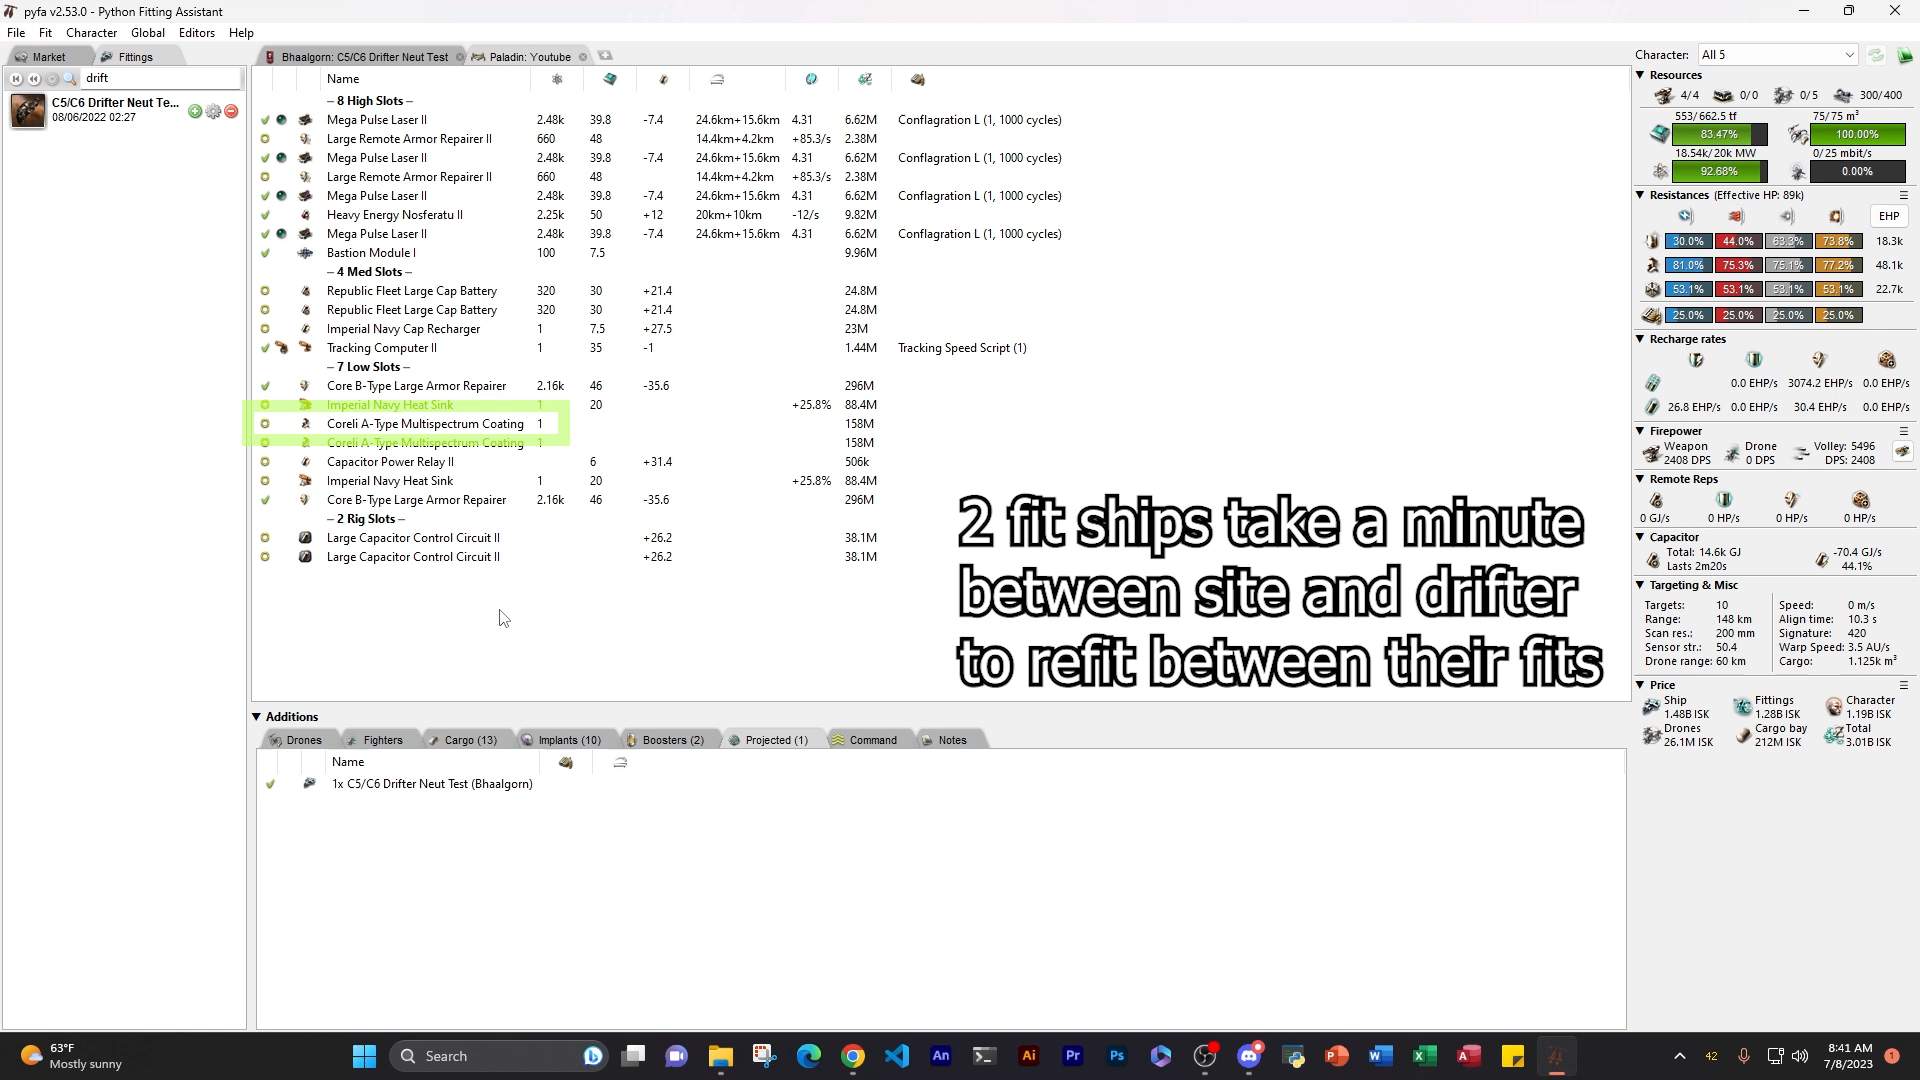 pyfa v2.53.0 - Python Fitting Assistant
File Fit Character Global Editors Help
Market Fittings
drift
C5/C6 Drifter Neut Te...
08/06/2022 02:27
Bhaalgorn: C5/C6 Drifter Neut Test Paladin: Youtube
Name
– 8 High Slots –
Mega Pulse Laser II 2.48k 39.8 -7.4 24.6km+15.6km 4.31 6.62M Conflagration L (1, 1000 cycles)
Large Remote Armor Repairer II 660 48 14.4km+4.2km +85.3/s 2.38M
Mega Pulse Laser II 2.48k 39.8 -7.4 24.6km+15.6km 4.31 6.62M Conflagration L (1, 1000 cycles)
Large Remote Armor Repairer II 660 48 14.4km+4.2km +85.3/s 2.38M
Mega Pulse Laser II 2.48k 39.8 -7.4 24.6km+15.6km 4.31 6.62M Conflagration L (1, 1000 cycles)
Heavy Energy Nosferatu II 2.25k 50 +12 20km+10km -12/s 9.82M
Mega Pulse Laser II 2.48k 39.8 -7.4 24.6km+15.6km 4.31 6.62M Conflagration L (1, 1000 cycles)
Bastion Module I 100 7.5 9.96M
– 4 Med Slots –
Republic Fleet Large Cap Battery 320 30 +21.4 24.8M
Republic Fleet Large Cap Battery 320 30 +21.4 24.8M
Imperial Navy Cap Recharger 1 7.5 +27.5 23M
Tracking Computer II 1 35 -1 1.44M Tracking Speed Script (1)
– 7 Low Slots –
Core B-Type Large Armor Repairer 2.16k 46 -35.6 296M
Imperial Navy Heat Sink 1 20 +25.8% 88.4M
Coreli A-Type Multispectrum Coating 1 158M
Coreli A-Type Multispectrum Coating 1 158M
Capacitor Power Relay II 6 +31.4 506k
Imperial Navy Heat Sink 1 20 +25.8% 88.4M
Core B-Type Large Armor Repairer 2.16k 46 -35.6 296M
– 2 Rig Slots –
Large Capacitor Control Circuit II +26.2 38.1M
Large Capacitor Control Circuit II +26.2 38.1M
2 fit ships take a minute
between site and drifter
to refit between their fits
Additions
Drones Fighters Cargo (13) Implants (10) Boosters (2) Projected (1) Command Notes
Name
1x C5/C6 Drifter Neut Test (Bhaalgorn)
Character: All 5
Resources
4/4 0/0 0/5 300/400
553/662.5 tf 75/75 m³
83.47% 100.00%
18.54k/20k MW 0/25 mbit/s
92.68% 0.00%
Resistances (Effective HP: 89k)
EHP
30.0% 44.0% 63.3% 73.8% 18.3k
81.0% 75.3% 75.1% 77.2% 48.1k
53.1% 53.1% 53.1% 53.1% 22.7k
25.0% 25.0% 25.0% 25.0%
Recharge rates
0.0 EHP/s 3074.2 EHP/s 0.0 EHP/s
26.8 EHP/s 0.0 EHP/s 30.4 EHP/s 0.0 EHP/s
Firepower
Weapon Drone Volley: 5496
2408 DPS 0 DPS DPS: 2408
Remote Reps
0 GJ/s 0 HP/s 0 HP/s 0 HP/s
Capacitor
Total: 14.6k GJ -70.4 GJ/s
Lasts 2m20s 44.1%
Targeting & Misc
Targets: 10 Speed: 0 m/s
Range: 148 km Align time: 10.3 s
Scan res.: 200 mm Signature: 420
Sensor str.: 50.4 Warp Speed: 3.5 AU/s
Drone range: 60 km Cargo: 1.125k m³
Price
Ship Fittings Character
1.48B ISK 1.28B ISK 1.19B ISK
Drones Cargo bay Total
26.1M ISK 212M ISK 3.01B ISK
63°F
Mostly sunny
Search
An Ai Pr Ps
42
8:41 AM
7/8/2023
1